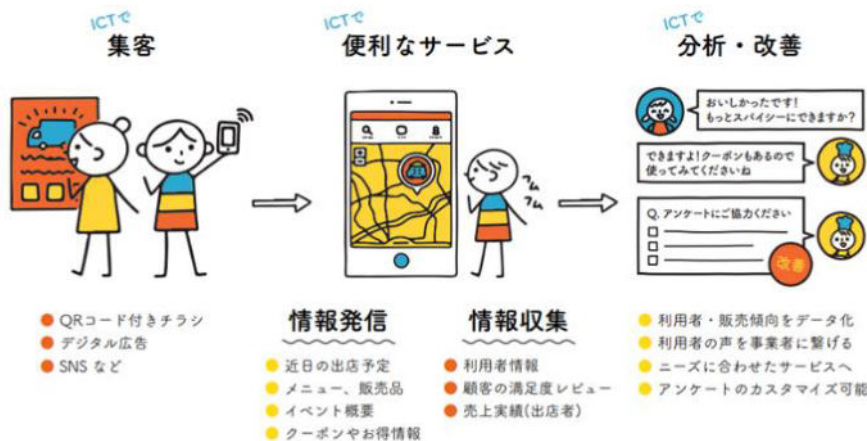 ICTで
集客
ICTで
便利なサービス
ICTで
分析・改善
おいしかったです!
もっとスパイシーにできますか?
できますよ!クーポンもあるので
使ってみてくださいね
Q. アンケートにご協力ください
改善
フムフム
QRコード付きチラシ
デジタル広告
SNS など
情報発信
近日の出店予定
メニュー、販売品
イベント概要
クーポンやお得情報
情報収集
利用者情報
顧客の満足度レビュー
売上実績(出店者)
利用者・販売傾向をデータ化
利用者の声を事業者に繋げる
ニーズに合わせたサービスへ
アンケートのカスタマイズ可能